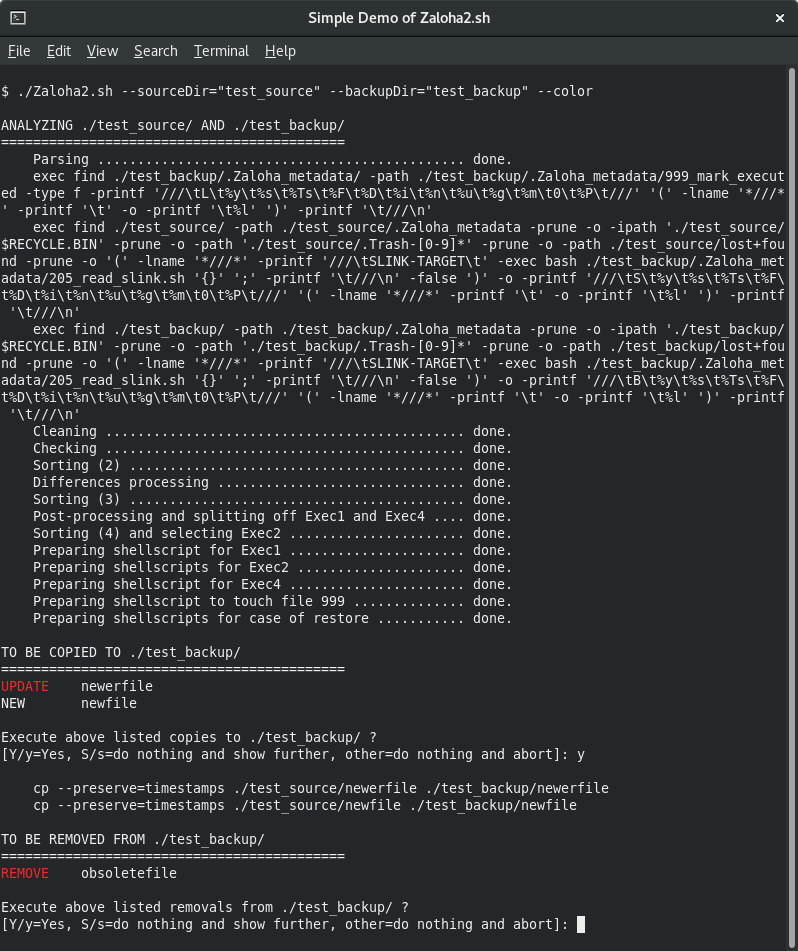 Simple Demo of Zaloha2.sh
File Edit View Search Terminal Help
$ ./Zaloha2.sh --sourceDir="test_source" --backupDir="test_backup" --color
ANALYZING ./test_source/ AND ./test_backup/
===========================================
    Parsing .............................................. done.
    exec find ./test_backup/.Zaloha_metadata/ -path ./test_backup/.Zaloha_metadata/999_mark_execut
ed -type f -printf '///\tL\t%y\t%s\t%Ts\t%F\t%D\t%i\t%n\t%u\t%g\t%m\t0\t%P\t///' '(' -lname '*///*
' -printf '\t' -o -printf '\t%l' ')' -printf '\t///\n'
    exec find ./test_source/ -path ./test_source/.Zaloha_metadata -prune -o -ipath './test_source/
$RECYCLE.BIN' -prune -o -path './test_source/.Trash-[0-9]*' -prune -o -path ./test_source/lost+fou
nd -prune -o '(' -lname '*///*' -printf '///\tSLINK-TARGET\t' -exec bash ./test_backup/.Zaloha_met
adata/205_read_slink.sh '{}' ';' -printf '\t///\n' -false ')' -o -printf '///\tS\t%y\t%s\t%Ts\t%F\
t%D\t%i\t%n\t%u\t%g\t%m\t0\t%P\t///' '(' -lname '*///*' -printf '\t' -o -printf '\t%l' ')' -printf
 '\t///\n'
    exec find ./test_backup/ -path ./test_backup/.Zaloha_metadata -prune -o -ipath './test_backup/
$RECYCLE.BIN' -prune -o -path './test_backup/.Trash-[0-9]*' -prune -o -path ./test_backup/lost+fou
nd -prune -o '(' -lname '*///*' -printf '///\tSLINK-TARGET\t' -exec bash ./test_backup/.Zaloha_met
adata/205_read_slink.sh '{}' ';' -printf '\t///\n' -false ')' -o -printf '///\tB\t%y\t%s\t%Ts\t%F\
t%D\t%i\t%n\t%u\t%g\t%m\t0\t%P\t///' '(' -lname '*///*' -printf '\t' -o -printf '\t%l' ')' -printf
 '\t///\n'
    Cleaning ............................................. done.
    Checking ............................................. done.
    Sorting (2) .......................................... done.
    Differences processing ............................... done.
    Sorting (3) .......................................... done.
    Post-processing and splitting off Exec1 and Exec4 .... done.
    Sorting (4) and selecting Exec2 ...................... done.
    Preparing shellscript for Exec1 ...................... done.
    Preparing shellscripts for Exec2 ..................... done.
    Preparing shellscript for Exec4 ...................... done.
    Preparing shellscript to touch file 999 .............. done.
    Preparing shellscripts for case of restore ........... done.
TO BE COPIED TO ./test_backup/
===========================================
UPDATE    newerfile
NEW       newfile
Execute above listed copies to ./test_backup/ ?
[Y/y=Yes, S/s=do nothing and show further, other=do nothing and abort]: y
    cp --preserve=timestamps ./test_source/newerfile ./test_backup/newerfile
    cp --preserve=timestamps ./test_source/newfile ./test_backup/newfile
TO BE REMOVED FROM ./test_backup/
===========================================
REMOVE    obsoletefile
Execute above listed removals from ./test_backup/ ?
[Y/y=Yes, S/s=do nothing and show further, other=do nothing and abort]: